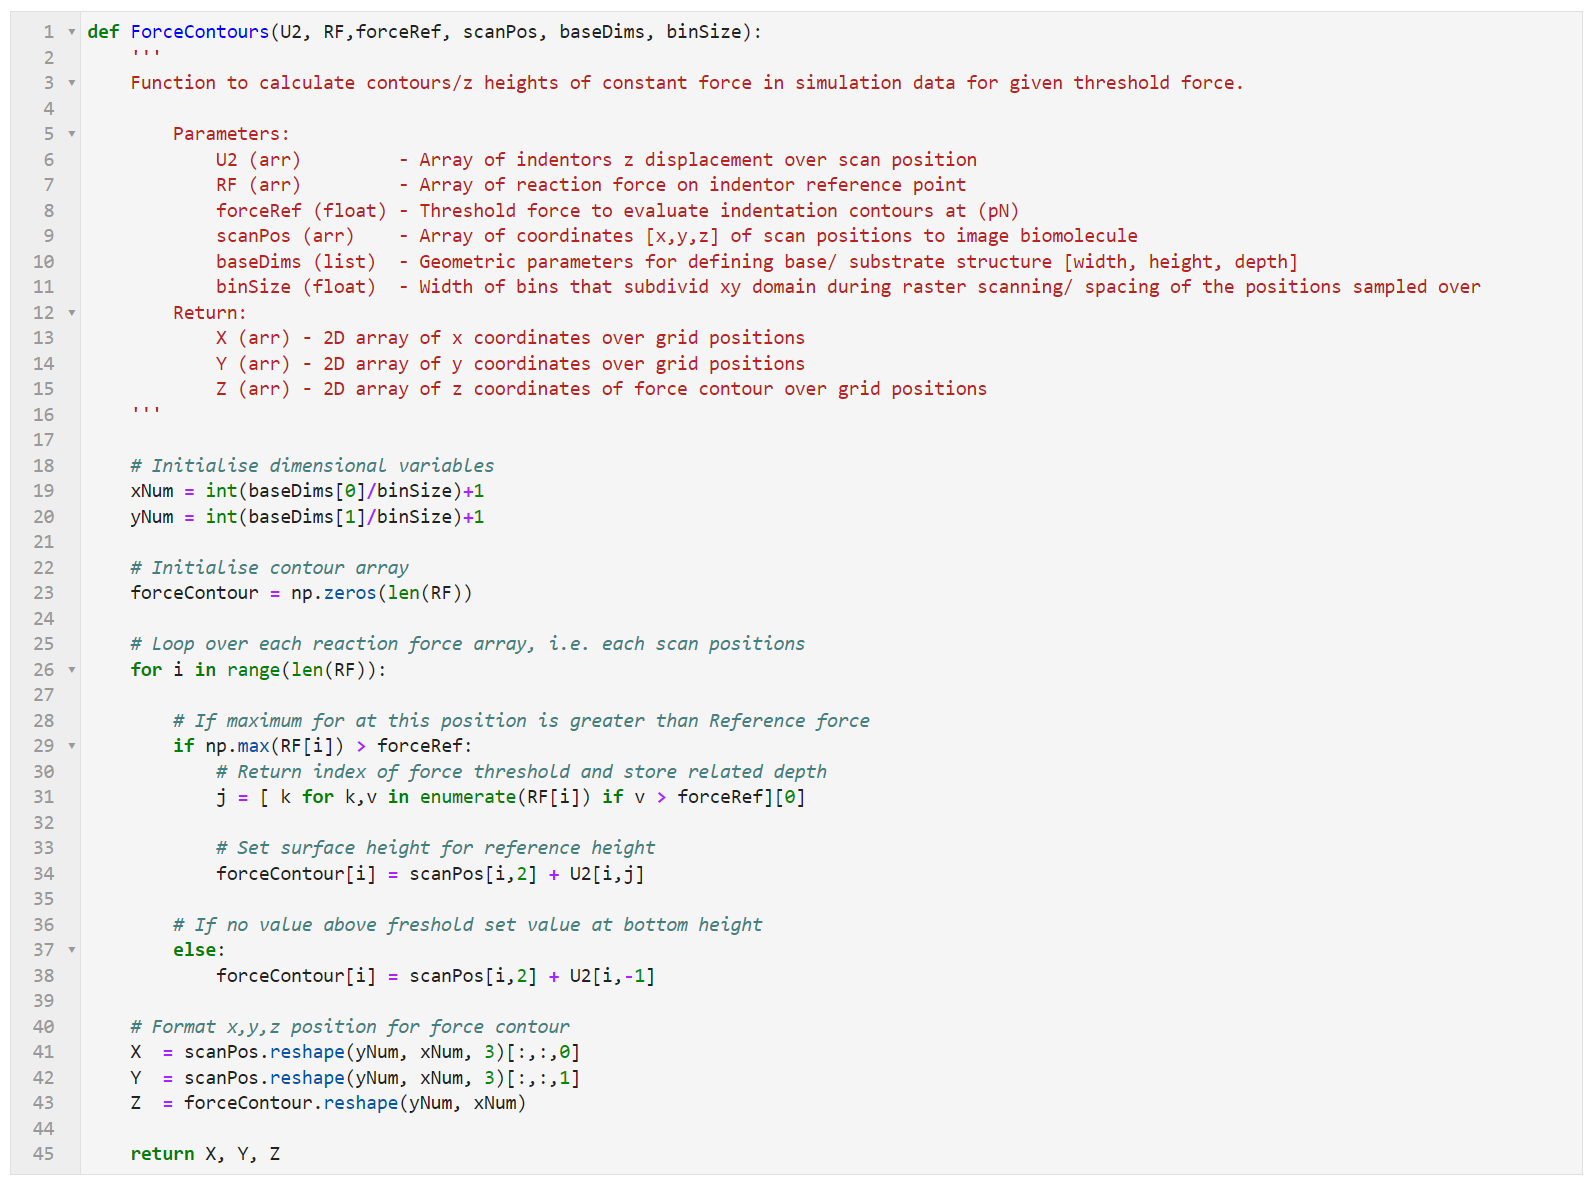 1 def ForceContours(U2, RF,forceRef, scanPos, baseDims, binSize):
2     '''
3     Function to calculate contours/z heights of constant force in simulation data for given threshold force.
4
5         Parameters:
6             U2 (arr)         - Array of indentors z displacement over scan position
7             RF (arr)         - Array of reaction force on indentor reference point
8             forceRef (float) - Threshold force to evaluate indentation contours at (pN)
9             scanPos (arr)    - Array of coordinates [x,y,z] of scan positions to image biomolecule
10             baseDims (list)  - Geometric parameters for defining base/ substrate structure [width, height, depth]
11             binSize (float)  - Width of bins that subdivid xy domain during raster scanning/ spacing of the positions sampled over
12         Return:
13             X (arr) - 2D array of x coordinates over grid positions
14             Y (arr) - 2D array of y coordinates over grid positions
15             Z (arr) - 2D array of z coordinates of force contour over grid positions
16     '''
17
18     # Initialise dimensional variables
19     xNum = int(baseDims[0]/binSize)+1
20     yNum = int(baseDims[1]/binSize)+1
21
22     # Initialise contour array
23     forceContour = np.zeros(len(RF))
24
25     # Loop over each reaction force array, i.e. each scan positions
26     for i in range(len(RF)):
27
28         # If maximum for at this position is greater than Reference force
29         if np.max(RF[i]) > forceRef:
30             # Return index of force threshold and store related depth
31             j = [ k for k,v in enumerate(RF[i]) if v > forceRef][0]
32
33             # Set surface height for reference height
34             forceContour[i] = scanPos[i,2] + U2[i,j]
35
36         # If no value above freshold set value at bottom height
37         else:
38             forceContour[i] = scanPos[i,2] + U2[i,-1]
39
40     # Format x,y,z position for force contour
41     X  = scanPos.reshape(yNum, xNum, 3)[:,:,0]
42     Y  = scanPos.reshape(yNum, xNum, 3)[:,:,1]
43     Z  = forceContour.reshape(yNum, xNum)
44
45     return X, Y, Z